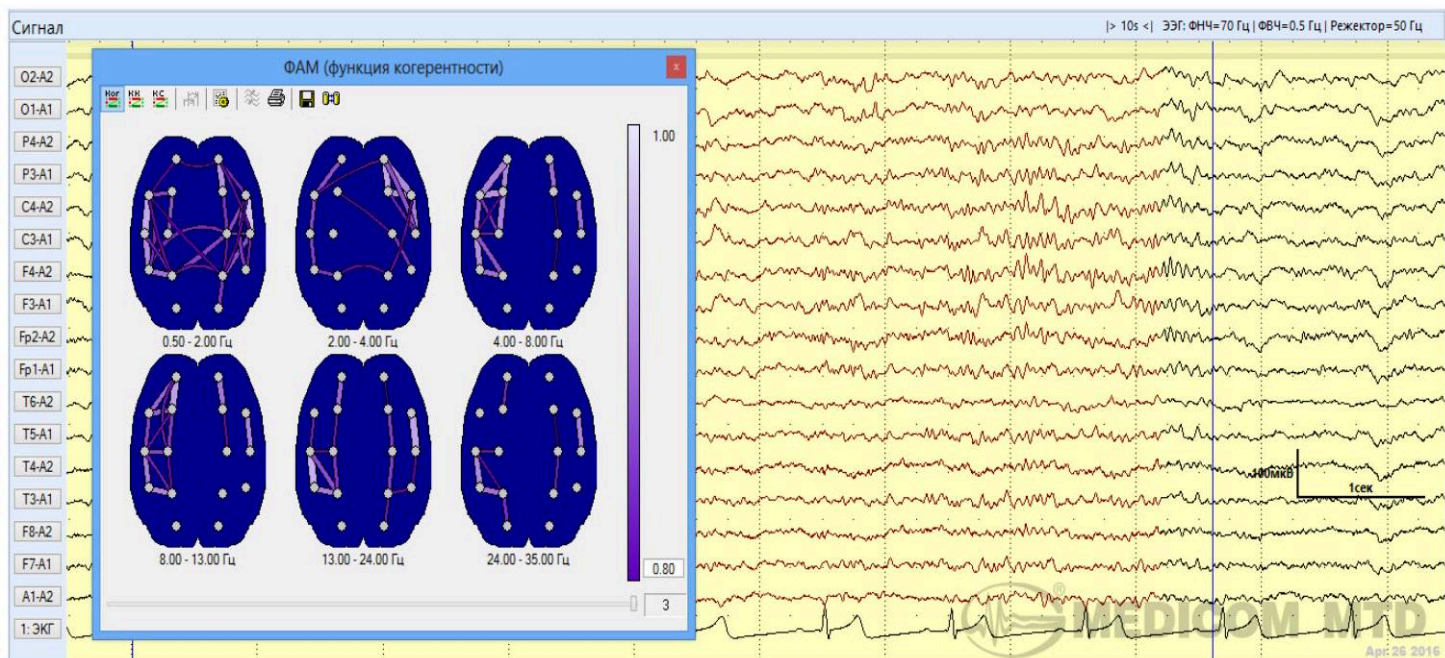 Сигнал
|> 10s <| ЭЭГ: ФНЧ=70 Гц | ФВЧ=0.5 Гц | Режектор=50 Гц
O2-A2
O1-A1
P4-A2
P3-A1
C4-A2
C3-A1
F4-A2
F3-A1
Fp2-A2
Fp1-A1
T6-A2
T5-A1
T4-A2
T3-A1
F8-A2
F7-A1
A1-A2
1: ЭКГ
ФАМ (функция когерентности)
x
Ког КК КС
1.00
0.50 - 2.00 Гц
2.00 - 4.00 Гц
4.00 - 8.00 Гц
8.00 - 13.00 Гц
13.00 - 24.00 Гц
24.00 - 35.00 Гц
0.80
3
100мкВ
1сек
® MEDICOM MTD
Apr 26 2016